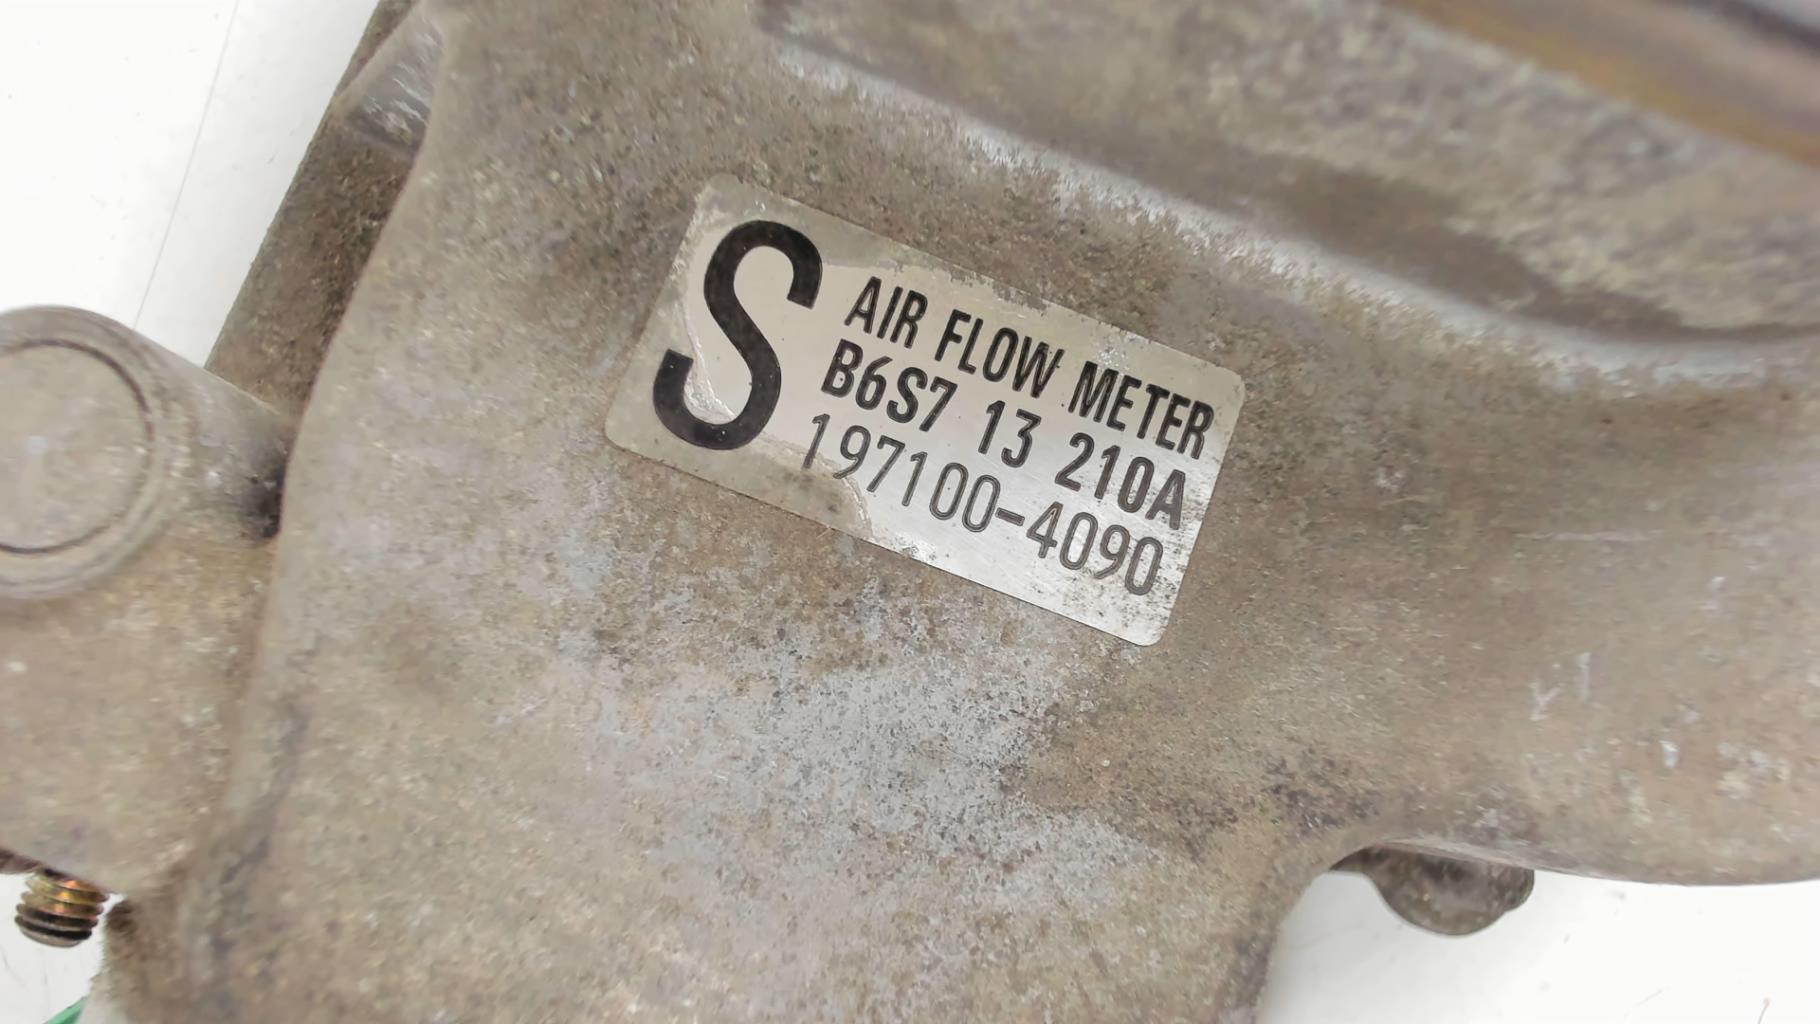 S
AIR FLOW METER
B6S7 13 210A
197100-4090